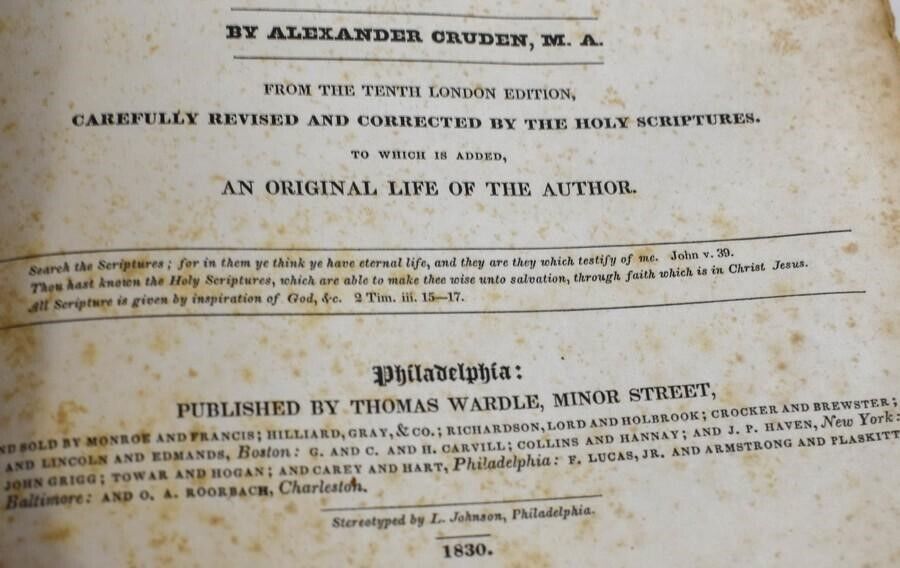 BY ALEXANDER CRUDEN, M. A.
FROM THE TENTH LONDON EDITION,
CAREFULLY REVISED AND CORRECTED BY THE HOLY SCRIPTURES.
TO WHICH IS ADDED,
AN ORIGINAL LIFE OF THE AUTHOR.
Search the Scriptures; for in them ye think ye have eternal life, and they are they which testify of me. John v. 39.
Thou hast known the Holy Scriptures, which are able to make thee wise unto salvation, through faith which is in Christ Jesus.
All Scripture is given by inspiration of God, &c. 2 Tim. iii. 15—17.
Philadelphia:
PUBLISHED BY THOMAS WARDLE, MINOR STREET,
ND SOLD BY MONROE AND FRANCIS; HILLIARD, GRAY, & CO.; RICHARDSON, LORD AND HOLBROOK; CROCKER AND BREWSTER;
AND LINCOLN AND EDMANDS, Boston: G. AND C. AND H. CARVILL; COLLINS AND HANNAY; AND J. P. HAVEN, New York:
JOHN GRIGG; TOWAR AND HOGAN; AND CAREY AND HART, Philadelphia: F. LUCAS, JR. AND ARMSTRONG AND PLASKITT
Baltimore: AND O. A. ROORBACH, Charleston.
Stereotyped by L. Johnson, Philadelphia.
1830.